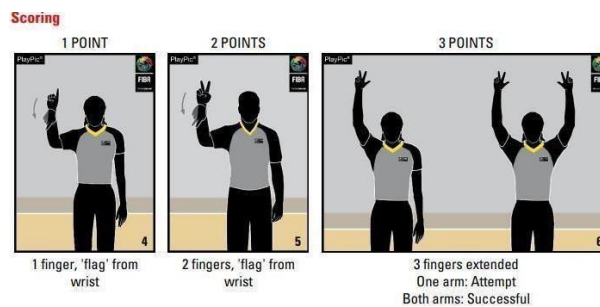 Scoring
1 POINT
2 POINTS
3 POINTS
PlayPic®
FIBA
PlayPic®
FIBA
PlayPic®
FIBA
4
5
6
1 finger, 'flag' from
wrist
2 fingers, 'flag' from
wrist
3 fingers extended
One arm: Attempt
Both arms: Successful